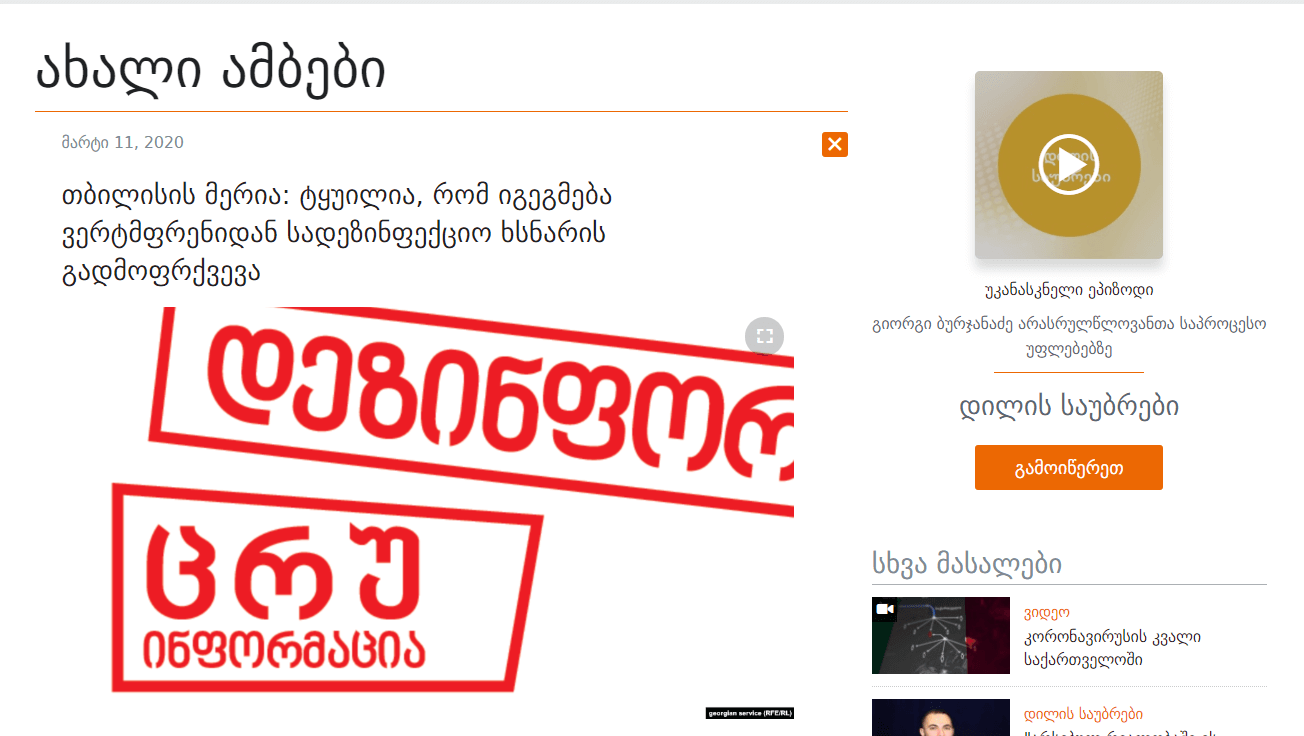 ახალი ამბები
მარტი 11, 2020
თბილისის მერია: ტყუილია, რომ იგეგმება
ვერტმფრენიდან სადეზინფექციო ხსნარის
გადმოფრქვევა
დეზინფორ
ცრუ
ინფორმაცია
georgian service (RFE/RL)
დილის
საუბრები
უკანასკნელი ეპიზოდი
გიორგი ბურჯანაძე არასრულწლოვანთა საპროცესო
უფლებებზე
დილის საუბრები
გამოიწერეთ
სხვა მასალები
ვიდეო
კორონავირუსის კვალი
საქართველოში
დილის საუბრები